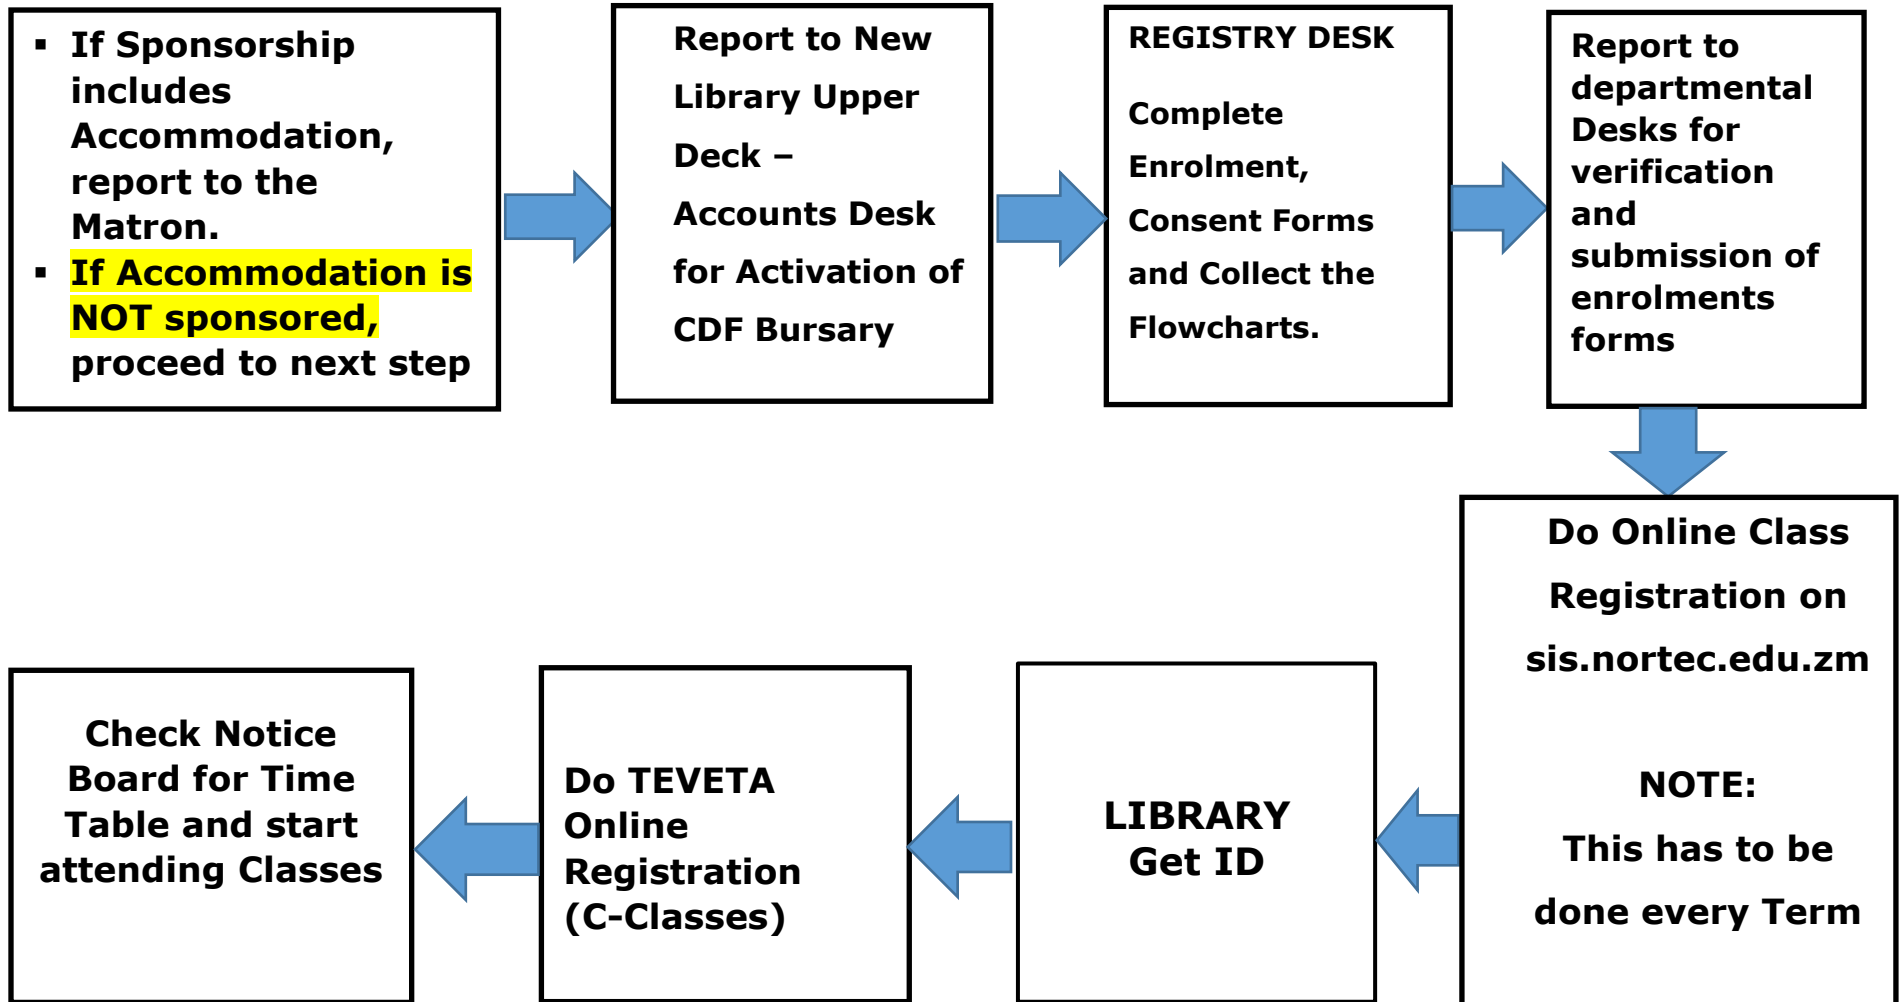 ▪ If Sponsorship
includes
Accommodation,
report to the
Matron.
▪ If Accommodation is
NOT sponsored,
proceed to next step
Report to New
Library Upper
Deck –
Accounts Desk
for Activation of
CDF Bursary
REGISTRY DESK
Complete
Enrolment,
Consent Forms
and Collect the
Flowcharts.
Report to
departmental
Desks for
verification
and
submission of
enrolments
forms
Do Online Class
Registration on
sis.nortec.edu.zm
NOTE:
This has to be
done every Term
LIBRARY
Get ID
Do TEVETA
Online
Registration
(C-Classes)
Check Notice
Board for Time
Table and start
attending Classes